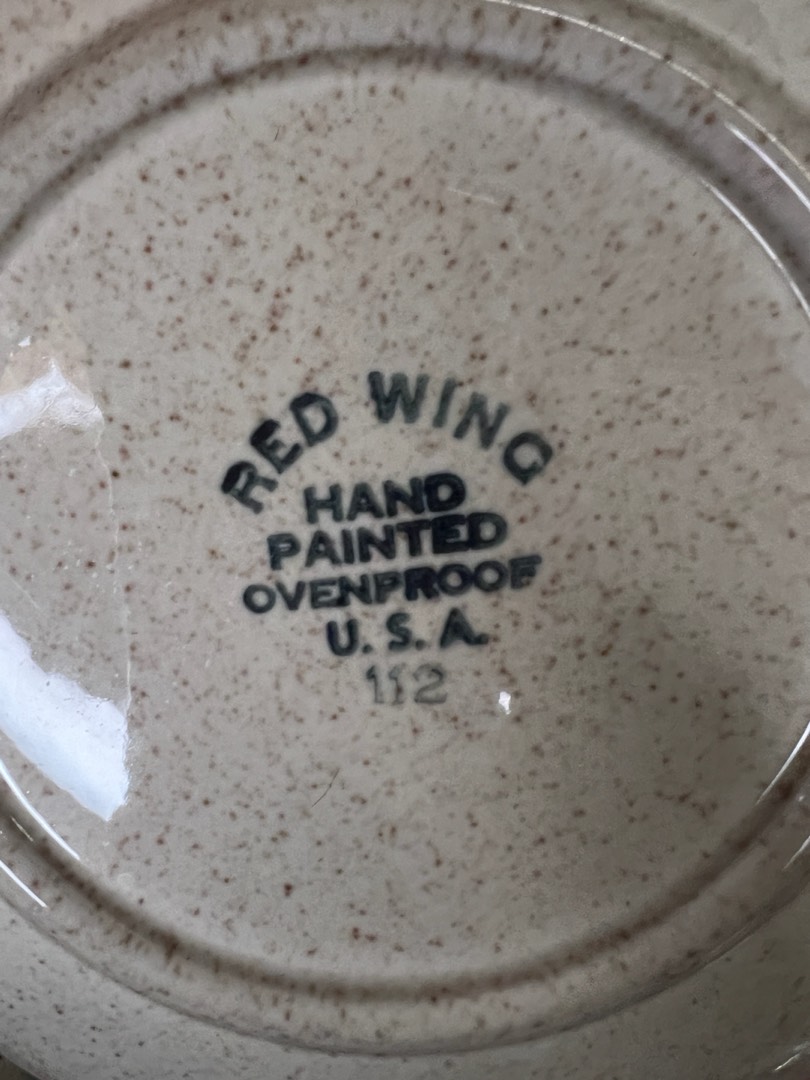 RED WING
HAND
PAINTED
OVENPROOF
U. S. A.
112